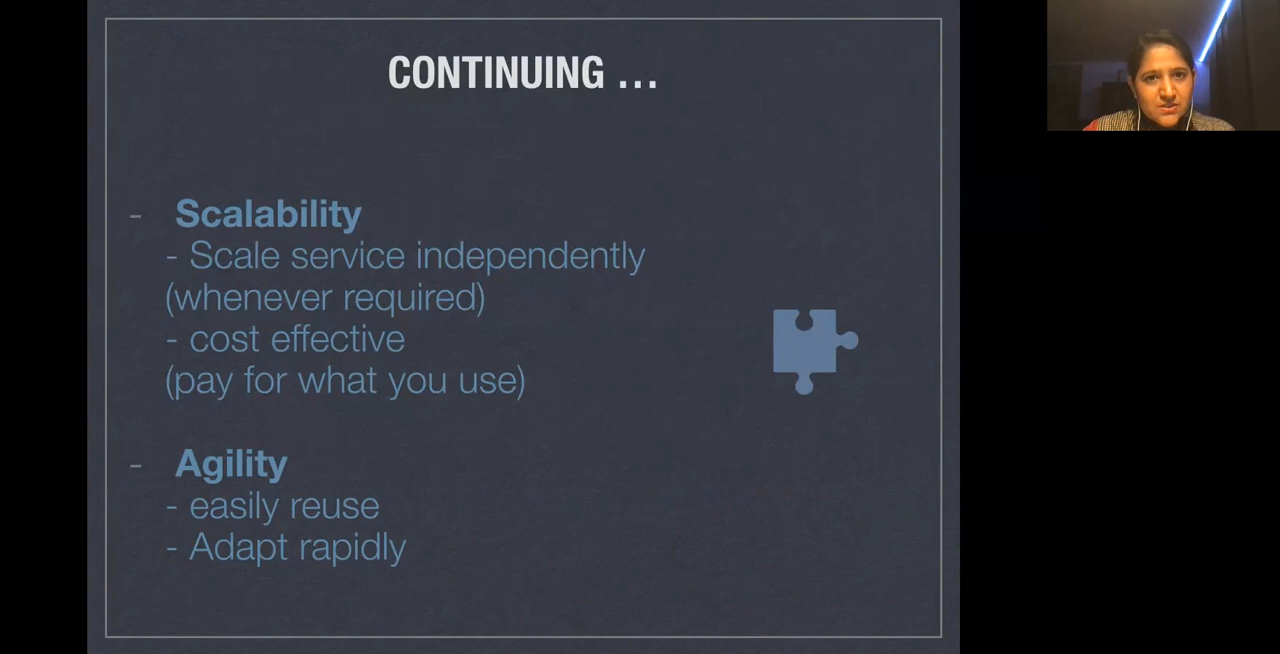 CONTINUING ...
- Scalability
- Scale service independently
(whenever required)
- cost effective
(pay for what you use)
- Agility
- easily reuse
- Adapt rapidly